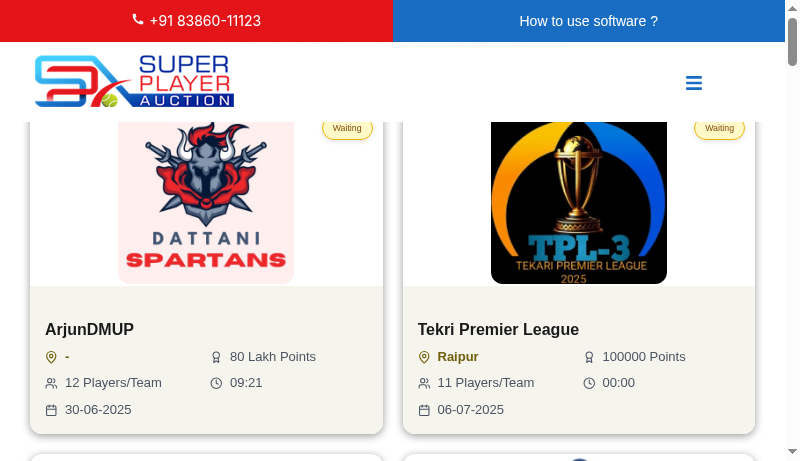 +91 83860-11123
How to use software ?
SUPER
PLAYER
AUCTION
Waiting
Waiting
DATTANI
SPARTANS
TPL-3
TEKARI PREMIER LEAGUE
2025
ArjunDMUP
-
80 Lakh Points
12 Players/Team
09:21
30-06-2025
Tekri Premier League
Raipur
100000 Points
11 Players/Team
00:00
06-07-2025